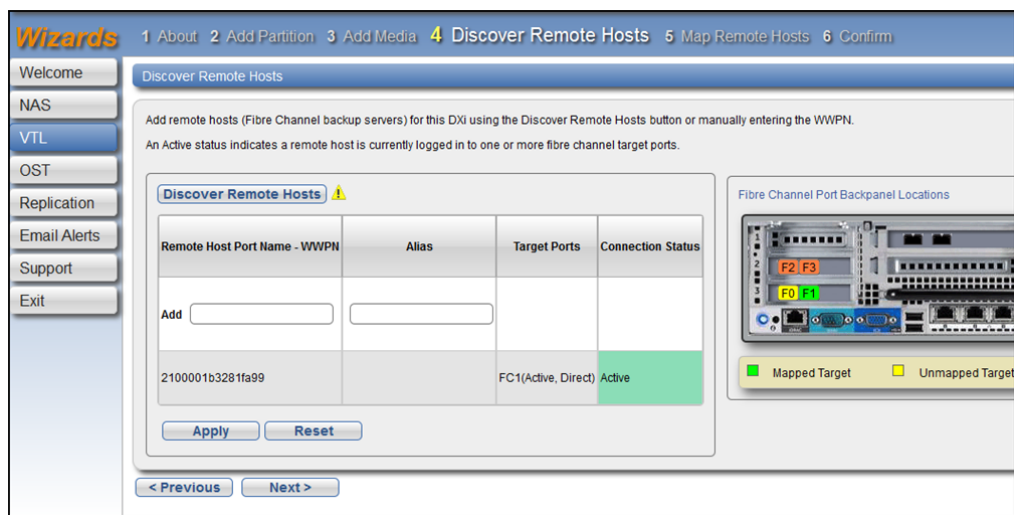 Wizards
1 About 2 Add Partition 3 Add Media 4 Discover Remote Hosts 5 Map Remote Hosts 6 Confirm
Welcome
NAS
VTL
OST
Replication
Email Alerts
Support
Exit
Discover Remote Hosts
Add remote hosts (Fibre Channel backup servers) for this DXi using the Discover Remote Hosts button or manually entering the WWPN.
An Active status indicates a remote host is currently logged in to one or more fibre channel target ports.
Discover Remote Hosts
Remote Host Port Name - WWPN Alias Target Ports Connection Status
Add
2100001b3281fa99 FC1(Active, Direct) Active
Apply Reset
Fibre Channel Port Backpanel Locations
1
2
3
F2 F3
F0 F1
Mapped Target Unmapped Target
< Previous Next >